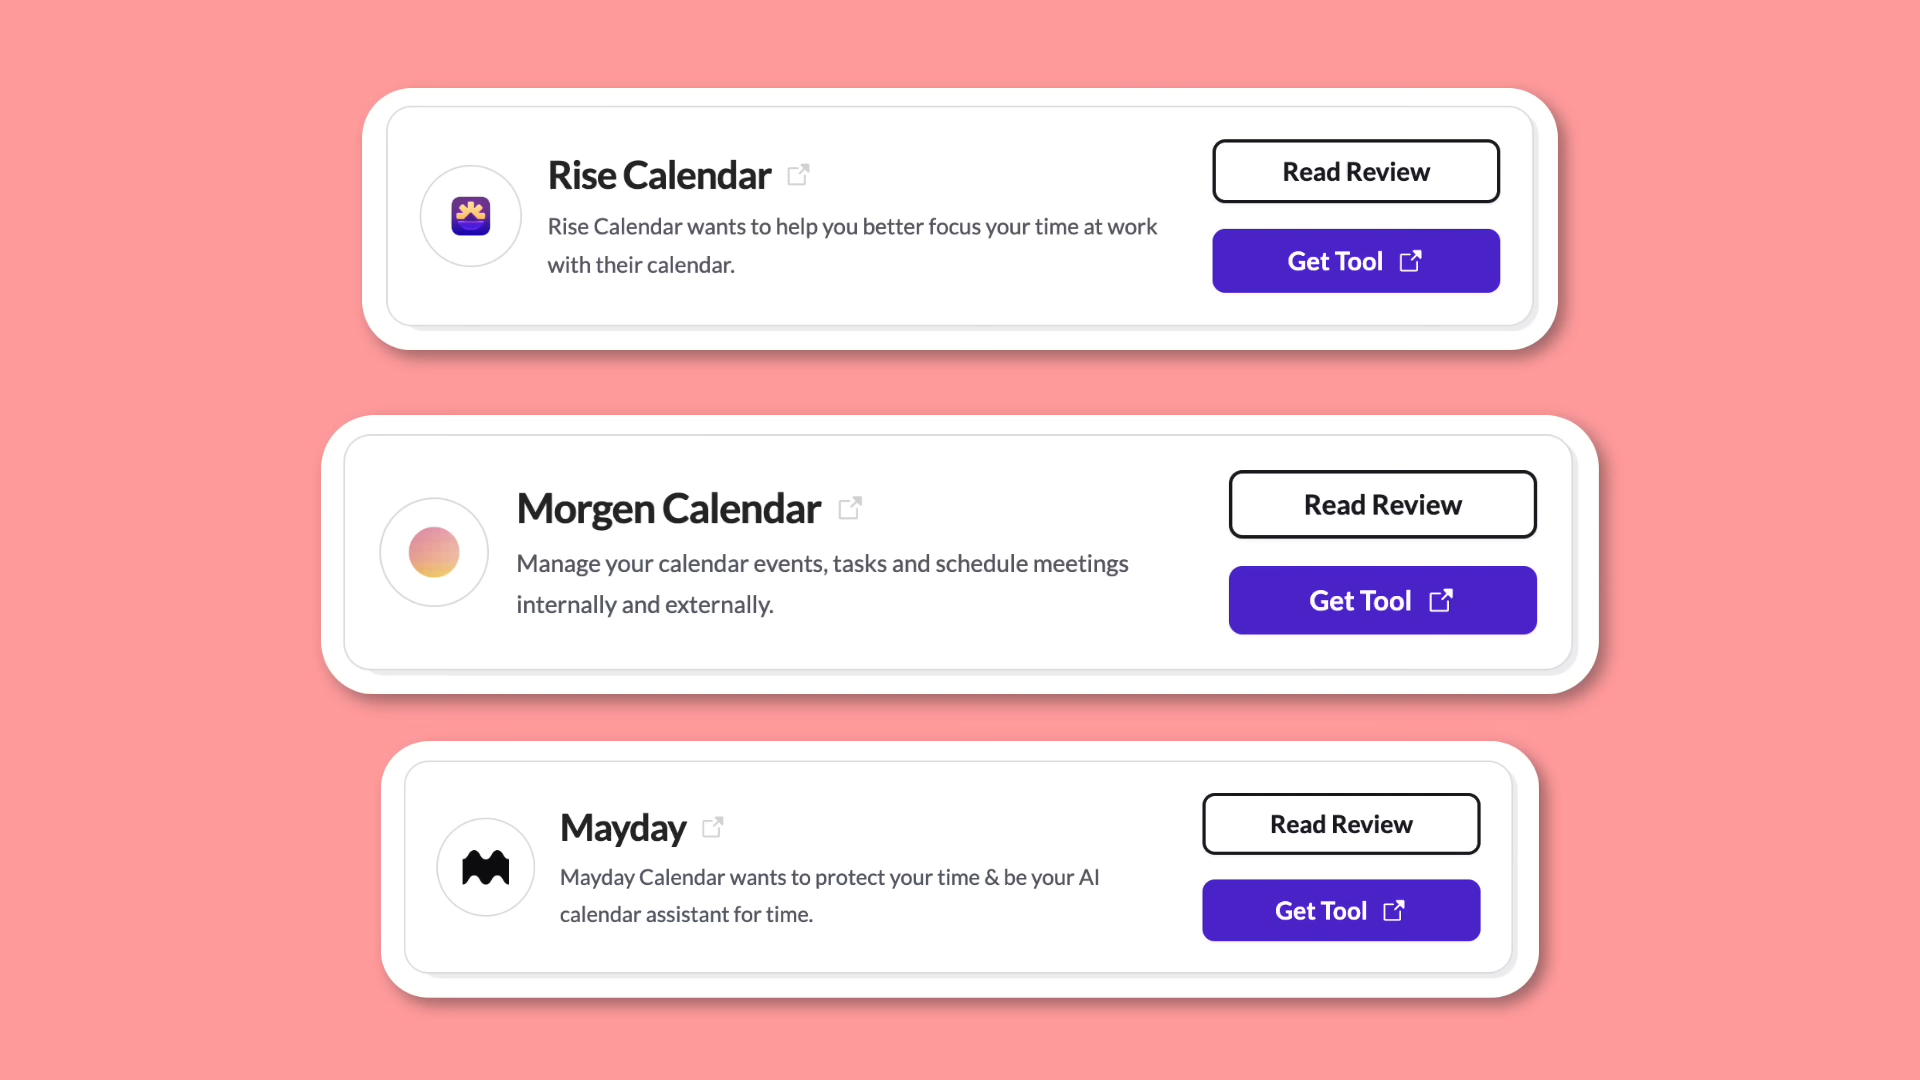 Rise Calendar
Rise Calendar wants to help you better focus your time at work
with their calendar.
Read Review
Get Tool
Morgen Calendar
Manage your calendar events, tasks and schedule meetings
internally and externally.
Read Review
Get Tool
Mayday
Mayday Calendar wants to protect your time & be your AI
calendar assistant for time.
Read Review
Get Tool